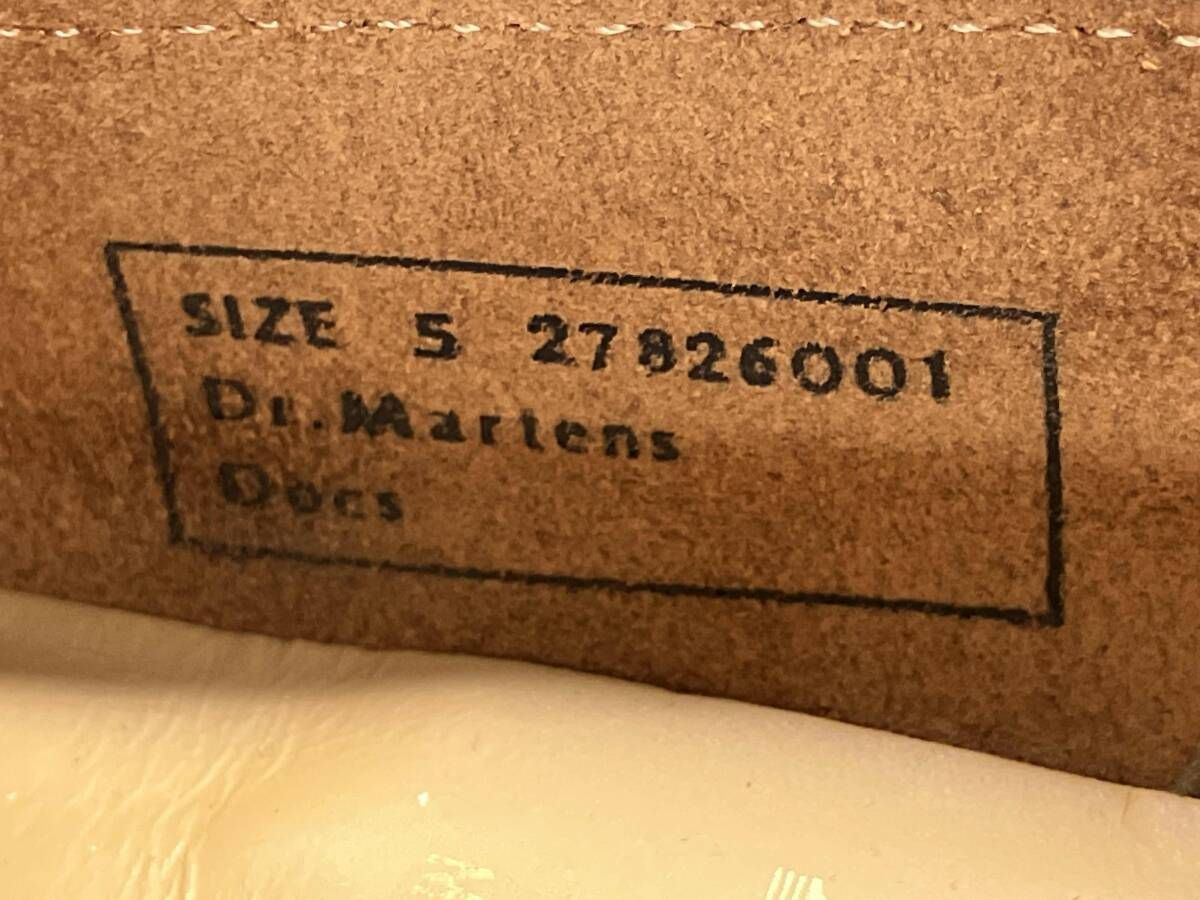 SIZE 5 27826001
Dr. Martens
Docs